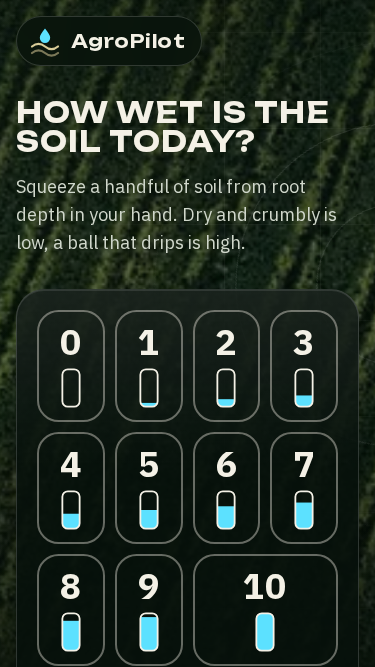 AgroPilot
HOW WET IS THE
SOIL TODAY?
Squeeze a handful of soil from root
depth in your hand. Dry and crumbly is
low, a ball that drips is high.
0 1 2 3
4 5 6 7
8 9 10